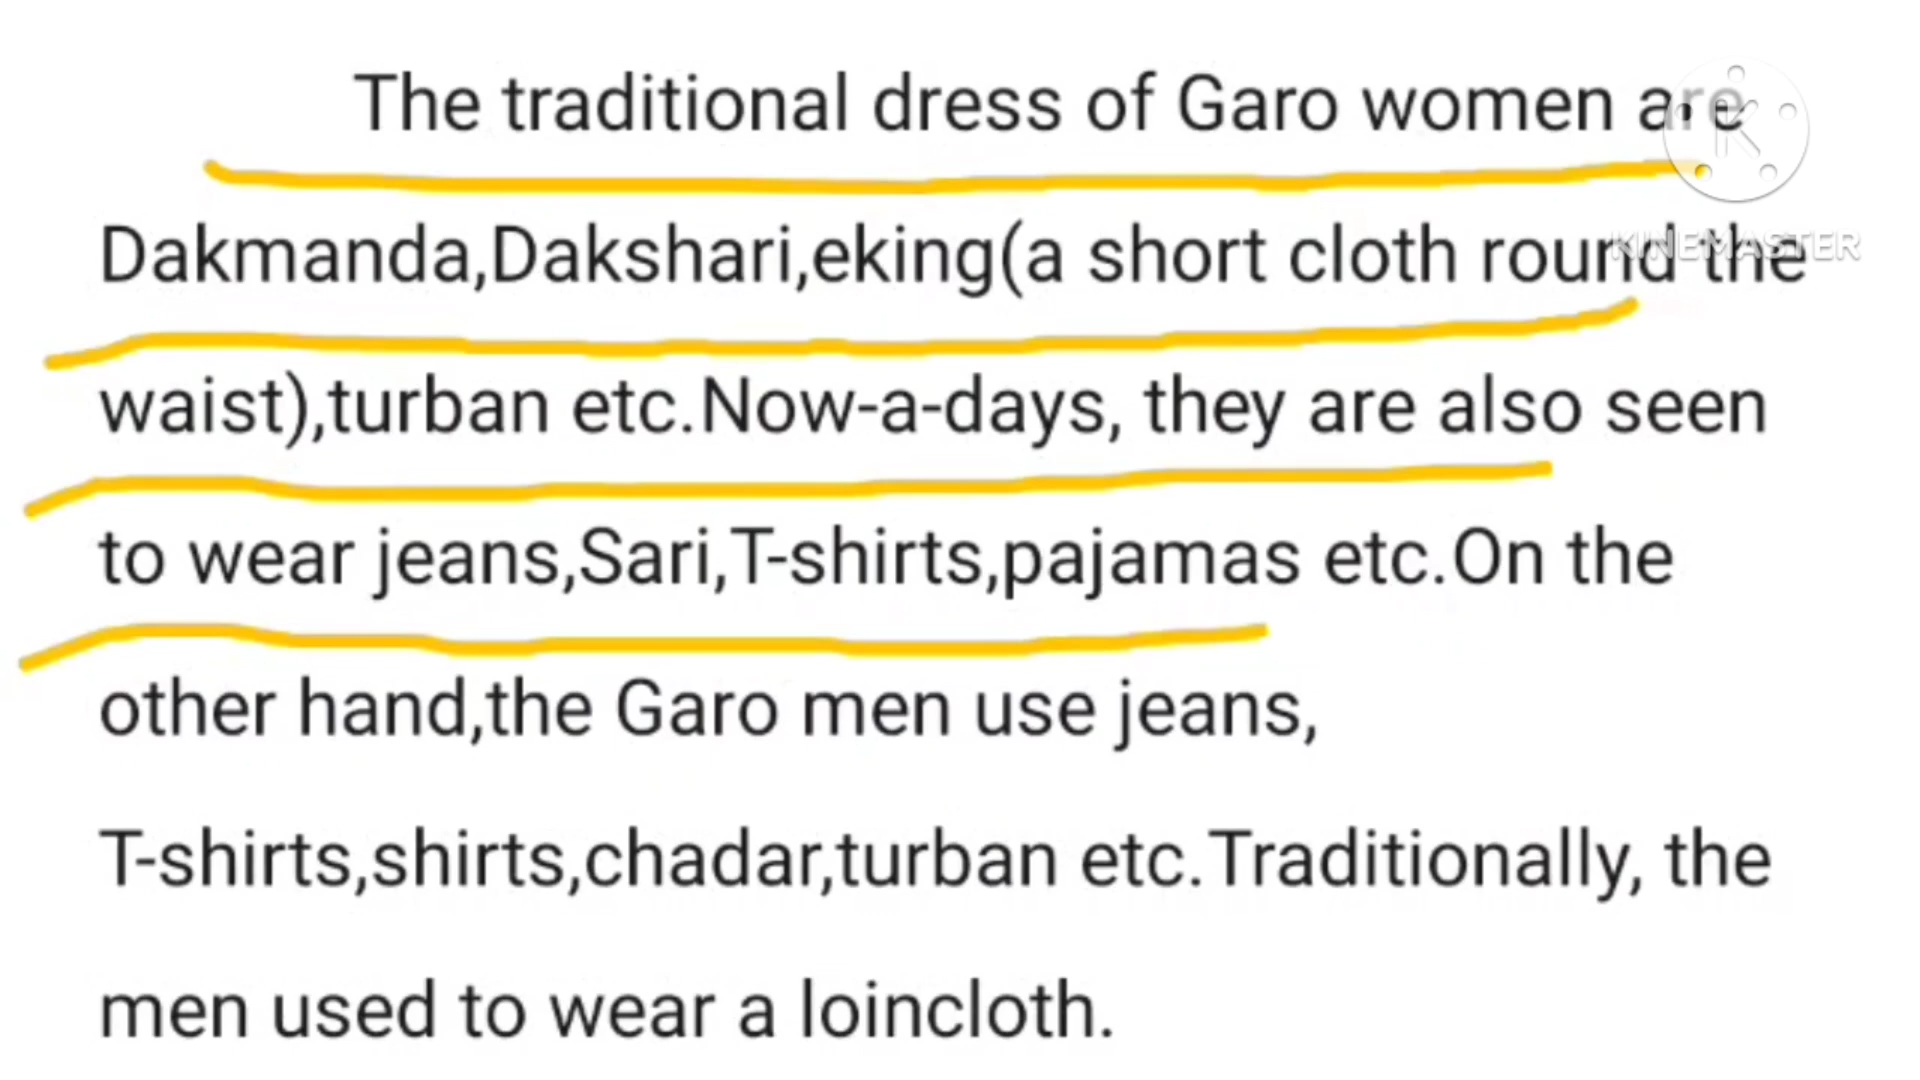 The traditional dress of Garo women are
Dakmanda,Dakshari,eking(a short cloth round the
waist),turban etc.Now-a-days, they are also seen
to wear jeans,Sari,T-shirts,pajamas etc.On the
other hand,the Garo men use jeans,
T-shirts,shirts,chadar,turban etc.Traditionally, the
men used to wear a loincloth.
K
KINEMASTER